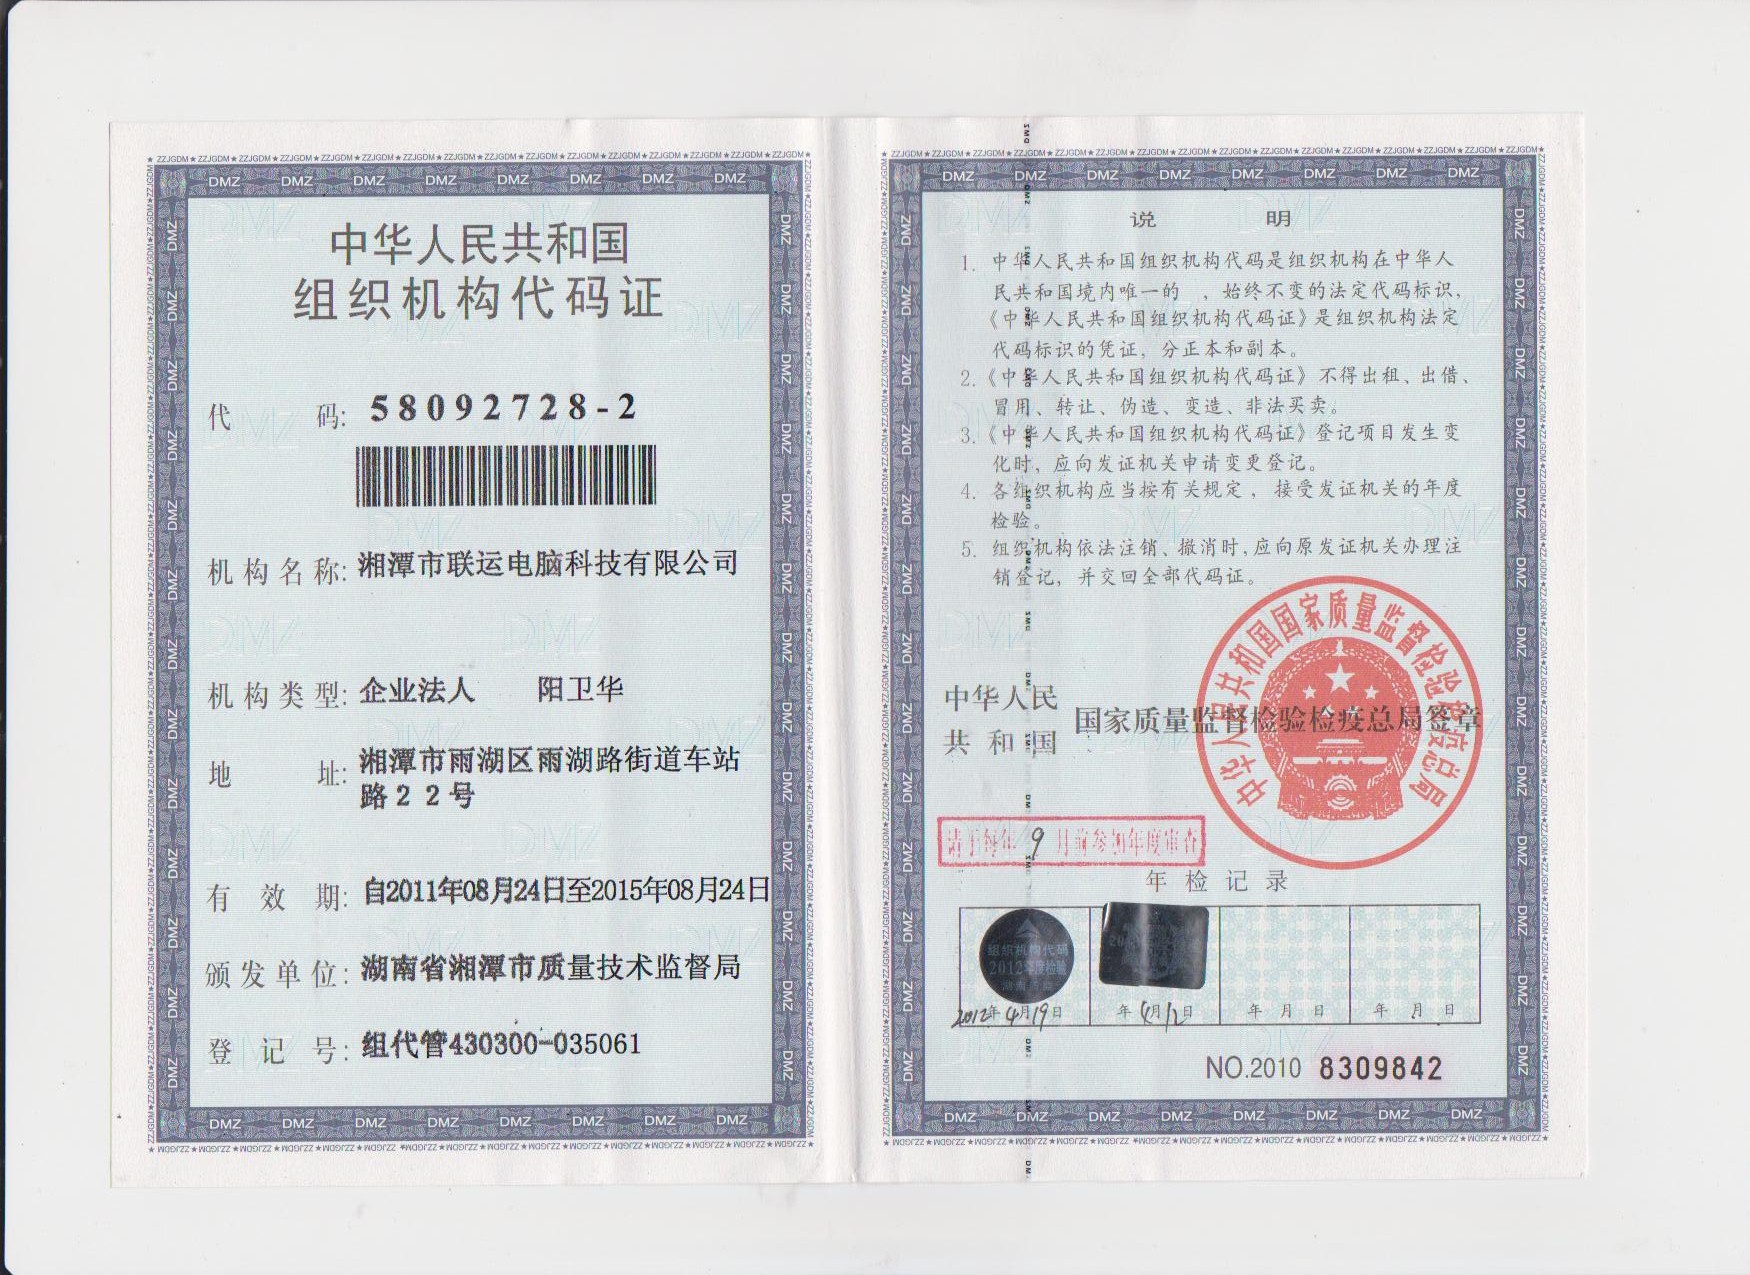 中华人民共和国
组织机构代码证
代 码: 58092728-2
机构名称: 湘潭市联运电脑科技有限公司
机构类型: 企业法人 阳卫华
地 址: 湘潭市雨湖区雨湖路街道车站
路22号
有 效 期: 自2011年08月24日至2015年08月24日
颁发单位: 湖南省湘潭市质量技术监督局
登 记 号: 组代管430300-035061
说 明
1. 中华人民共和国组织机构代码是组织机构在中华人
民共和国境内唯一的 ，始终不变的法定代码标识，
《中华人民共和国组织机构代码证》是组织机构法定
代码标识的凭证，分正本和副本。
2.《中华人民共和国组织机构代码证》不得出租、出借、
冒用、转让、伪造、变造、非法买卖。
3.《中华人民共和国组织机构代码证》登记项目发生变
化时，应向发证机关申请变更登记。
4. 各组织机构应当按有关规定，接受发证机关的年度
检验。
5. 组织机构依法注销、撤消时，应向原发证机关办理注
销登记，并交回全部代码证。
中华人民
共和国
国家质量监督检验检疫总局签章
中华人民共和国国家质量监督检验检疫总局
请于每年9月前参加年度审查
年检记录
组织机构代码
2012年度检验
2012年4月19日
年4月12日
年 月 日
年 月 日
NO.2010 8309842